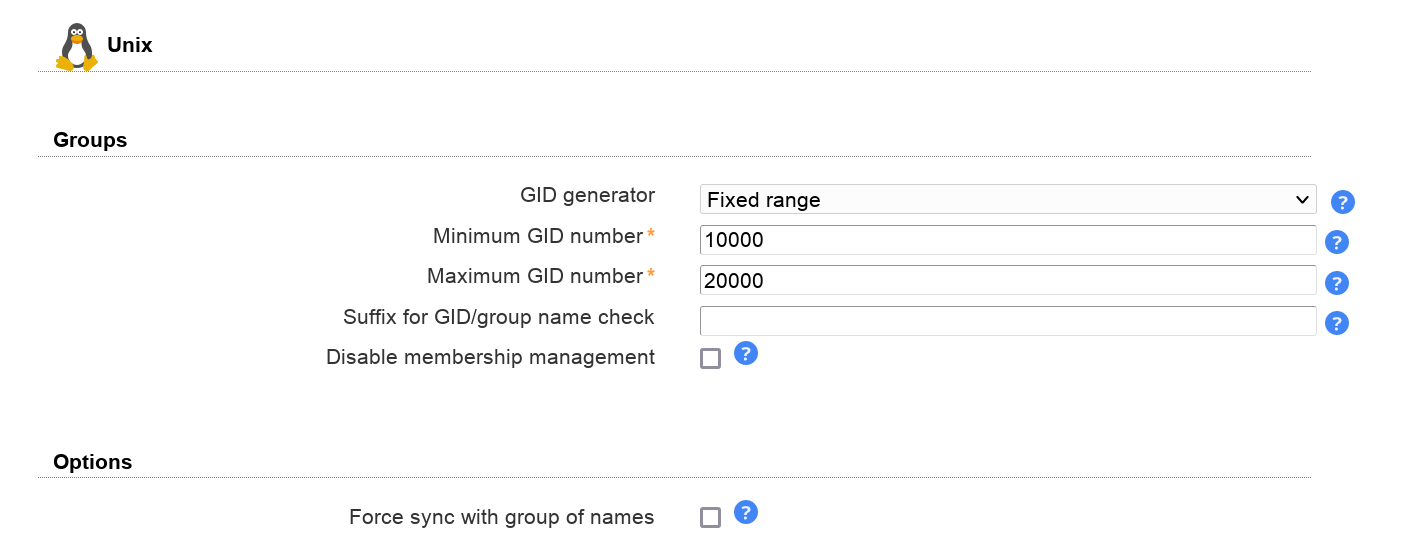 Unix
Groups
GID generator Fixed range ?
Minimum GID number* 10000 ?
Maximum GID number* 20000 ?
Suffix for GID/group name check ?
Disable membership management ?
Options
Force sync with group of names ?